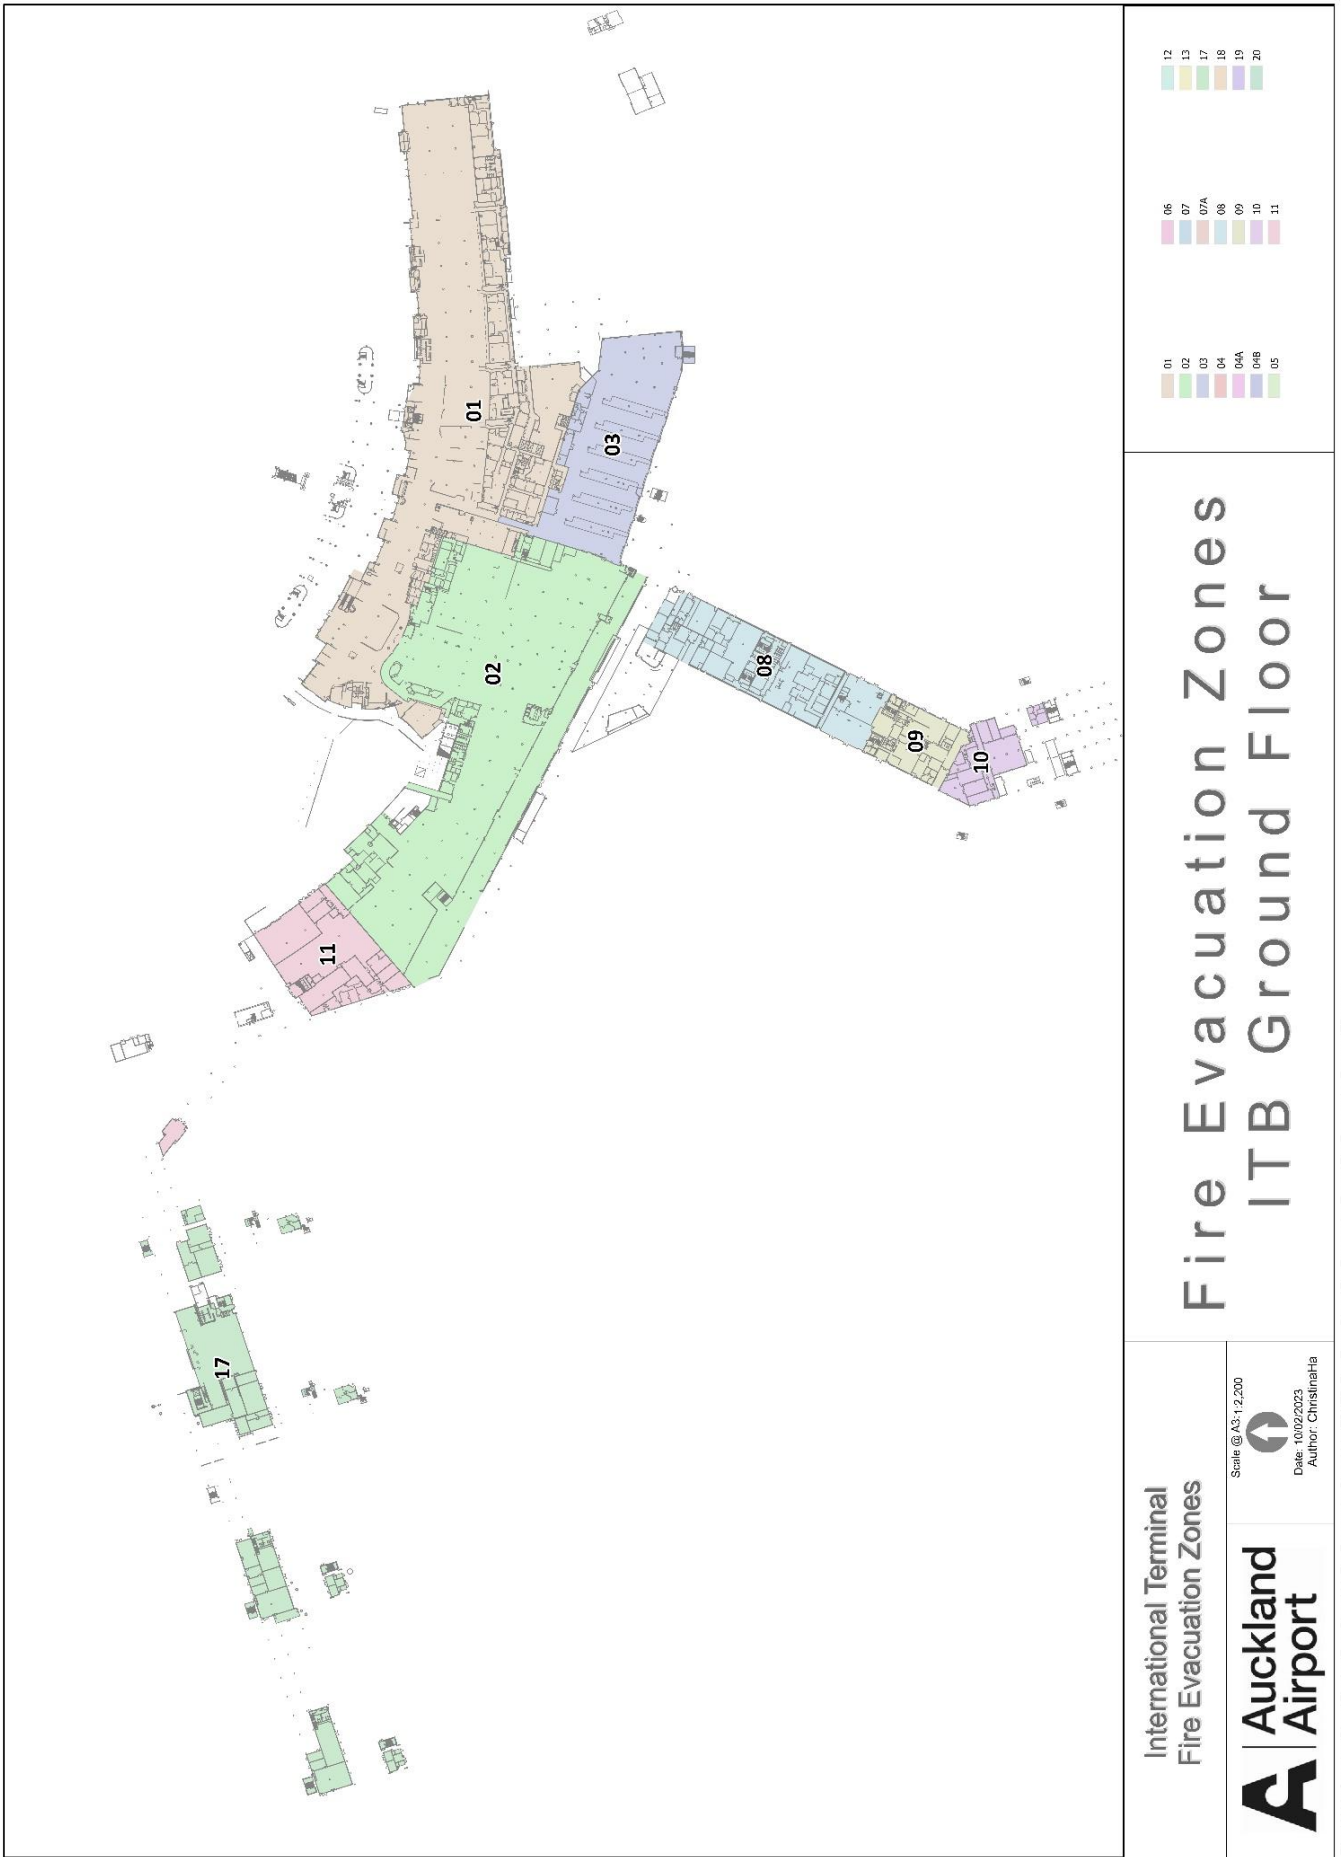 01
02
03
08
09
10
11
17
International Terminal
Fire Evacuation Zones
Auckland
Airport
Scale @ A3: 1:2,200
Date: 10/02/2023
Author: ChristinaHa
Fire Evacuation Zones
ITB Ground Floor
01
02
03
04
04A
04B
05
06
07
07A
08
09
10
11
12
13
17
18
19
20